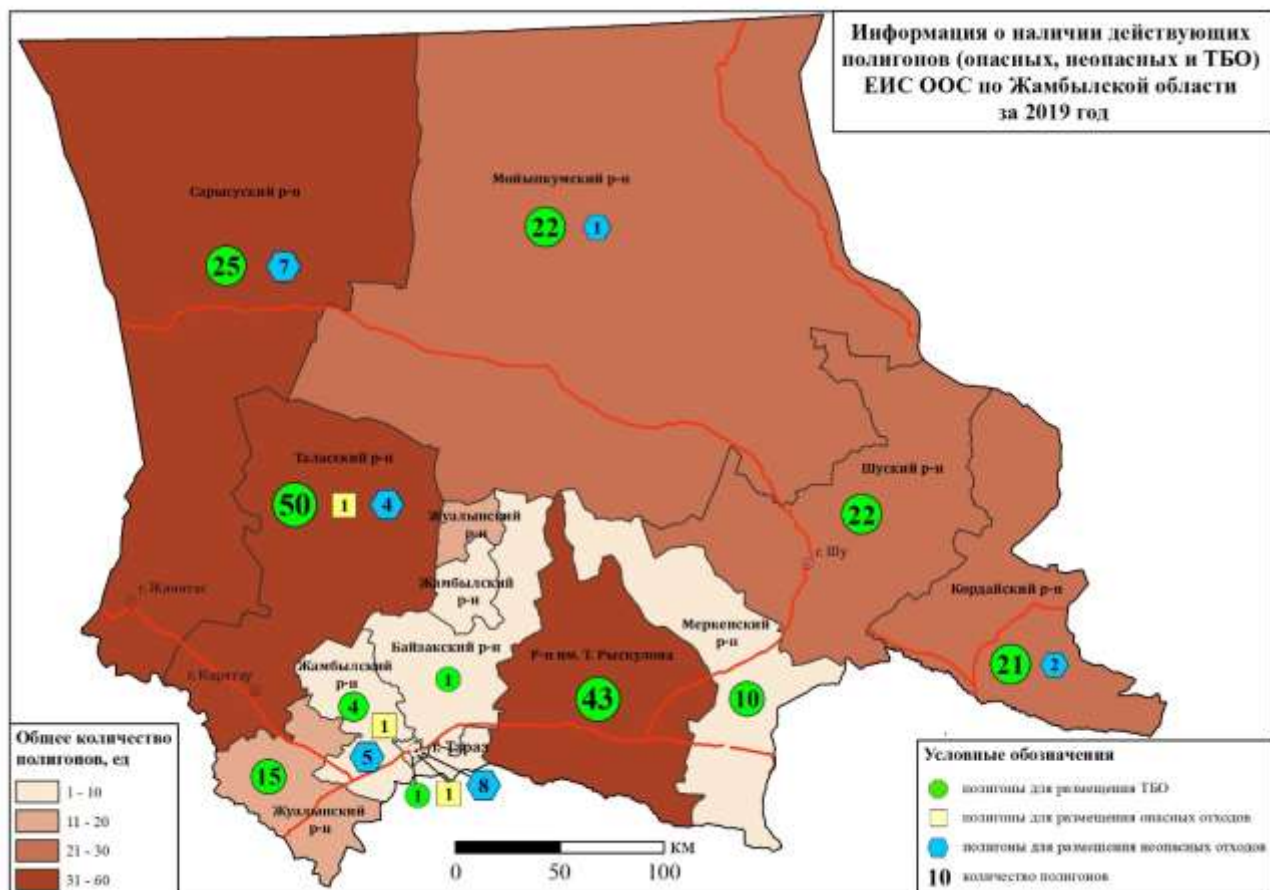 Информация о наличии действующих
полигонов (опасных, неопасных и ТБО)
ЕИС ООС по Жамбылской области
за 2019 год
Сарысуский р-н
Мойынкумский р-н
25
7
22
1
Таласский р-н
50
1
4
Шуский р-н
22
г. Шу
Жуалынский
р-н
Жамбылский
р-н
г. Жанатас
Кордайский р-н
21
2
Меркенский
р-н
10
Байзакский р-н
1
Р-н им. Т. Рыскулова
43
г. Каратау
Жамбылский
р-н
4
1
5
г. Тараз
1
1
8
15
Жуалынский
р-н
Общее количество
полигонов, ед
1 - 10
11 - 20
21 - 30
31 - 60
км
0
50
100
Условные обозначения
полигоны для размещения ТБО
полигоны для размещения опасных отходов
полигоны для размещения неопасных отходов
10 количество полигонов